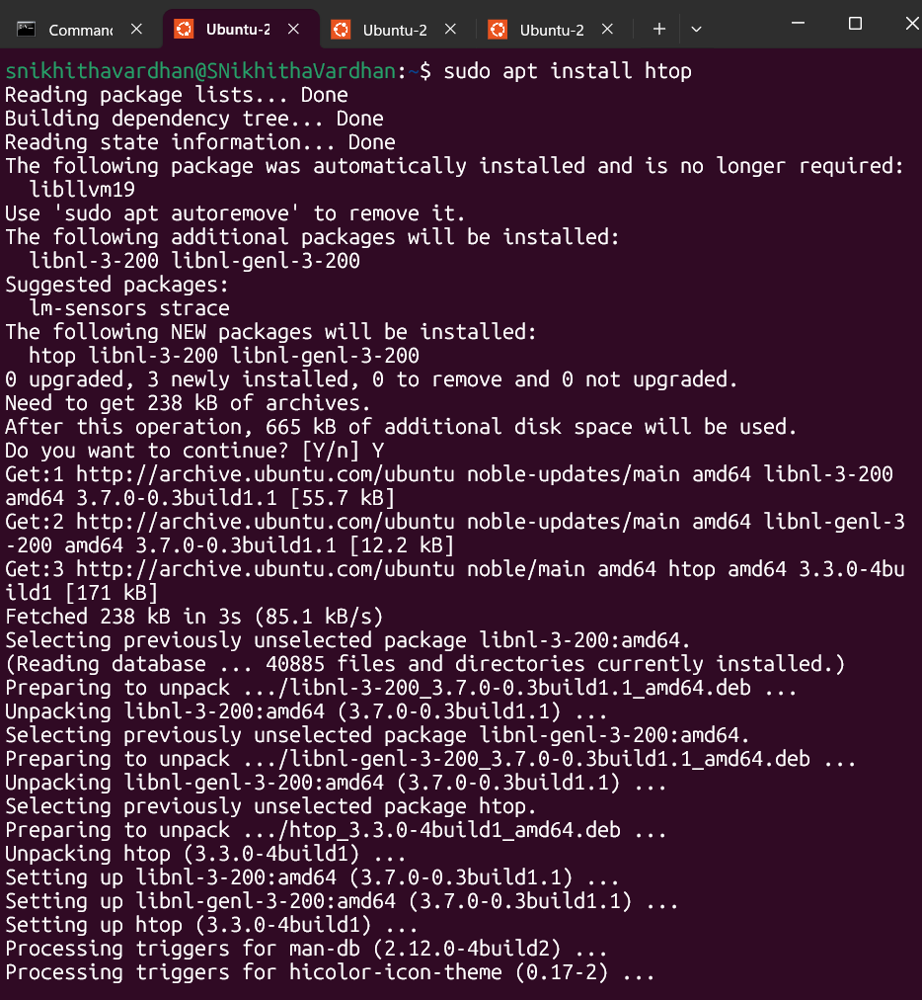 Command
Ubuntu-2
Ubuntu-2
Ubuntu-2
snikhithavardhan@SNikhithaVardhan:~$ sudo apt install htop
Reading package lists... Done
Building dependency tree... Done
Reading state information... Done
The following package was automatically installed and is no longer required:
  libllvm19
Use 'sudo apt autoremove' to remove it.
The following additional packages will be installed:
  libnl-3-200 libnl-genl-3-200
Suggested packages:
  lm-sensors strace
The following NEW packages will be installed:
  htop libnl-3-200 libnl-genl-3-200
0 upgraded, 3 newly installed, 0 to remove and 0 not upgraded.
Need to get 238 kB of archives.
After this operation, 665 kB of additional disk space will be used.
Do you want to continue? [Y/n] Y
Get:1 http://archive.ubuntu.com/ubuntu noble-updates/main amd64 libnl-3-200
amd64 3.7.0-0.3build1.1 [55.7 kB]
Get:2 http://archive.ubuntu.com/ubuntu noble-updates/main amd64 libnl-genl-3
-200 amd64 3.7.0-0.3build1.1 [12.2 kB]
Get:3 http://archive.ubuntu.com/ubuntu noble/main amd64 htop amd64 3.3.0-4bu
ild1 [171 kB]
Fetched 238 kB in 3s (85.1 kB/s)
Selecting previously unselected package libnl-3-200:amd64.
(Reading database ... 40885 files and directories currently installed.)
Preparing to unpack .../libnl-3-200_3.7.0-0.3build1.1_amd64.deb ...
Unpacking libnl-3-200:amd64 (3.7.0-0.3build1.1) ...
Selecting previously unselected package libnl-genl-3-200:amd64.
Preparing to unpack .../libnl-genl-3-200_3.7.0-0.3build1.1_amd64.deb ...
Unpacking libnl-genl-3-200:amd64 (3.7.0-0.3build1.1) ...
Selecting previously unselected package htop.
Preparing to unpack .../htop_3.3.0-4build1_amd64.deb ...
Unpacking htop (3.3.0-4build1) ...
Setting up libnl-3-200:amd64 (3.7.0-0.3build1.1) ...
Setting up libnl-genl-3-200:amd64 (3.7.0-0.3build1.1) ...
Setting up htop (3.3.0-4build1) ...
Processing triggers for man-db (2.12.0-4build2) ...
Processing triggers for hicolor-icon-theme (0.17-2) ...